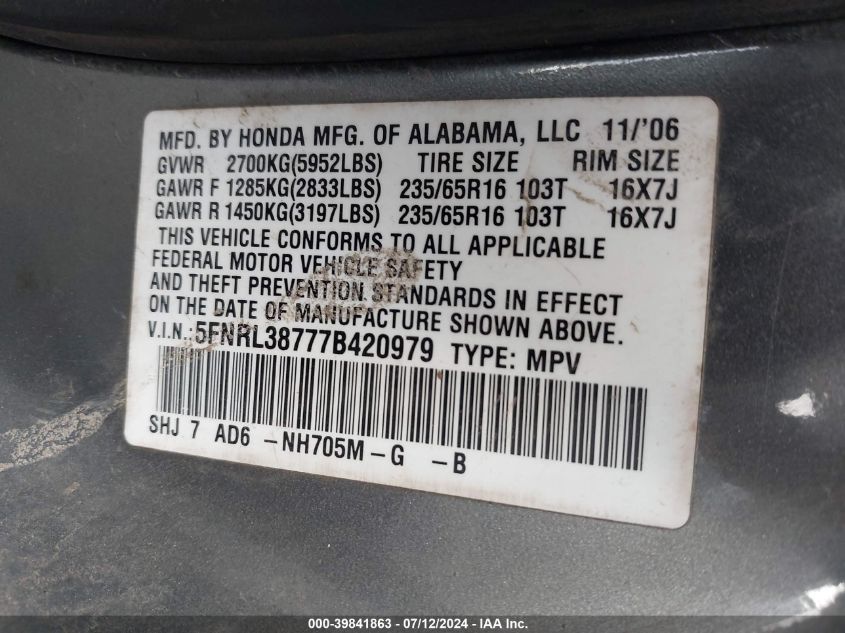 MFD. BY HONDA MFG. OF ALABAMA, LLC 11/'06
GVWR 2700KG(5952LBS) TIRE SIZE RIM SIZE
GAWR F 1285KG(2833LBS) 235/65R16 103T 16X7J
GAWR R 1450KG(3197LBS) 235/65R16 103T 16X7J
THIS VEHICLE CONFORMS TO ALL APPLICABLE
FEDERAL MOTOR VEHICLE SAFETY
AND THEFT PREVENTION STANDARDS IN EFFECT
ON THE DATE OF MANUFACTURE SHOWN ABOVE.
V.I.N.: 5FNRL38777B420979 TYPE: MPV
SHJ 7 AD6 -NH705M-G -B
000-39841863 - 07/12/2024 - IAA Inc.